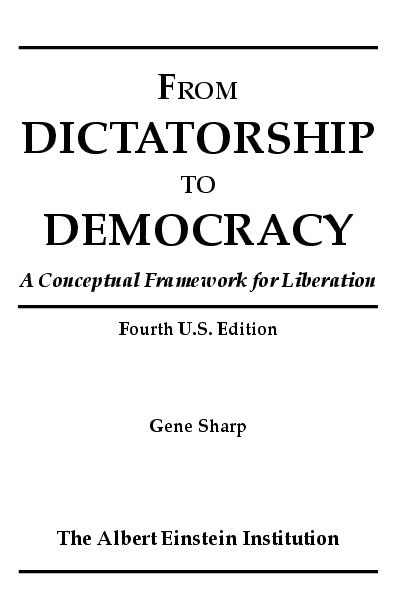 FROM
DICTATORSHIP
TO
DEMOCRACY
A Conceptual Framework for Liberation
Fourth U.S. Edition
Gene Sharp
The Albert Einstein Institution